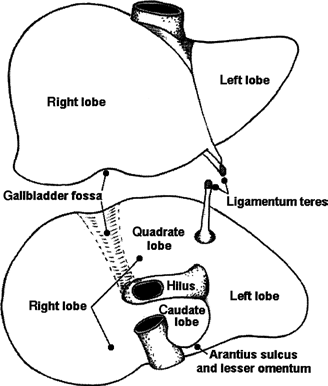 Right lobe
Left lobe
Gallbladder fossa
Ligamentum teres
Quadrate
lobe
Hilus
Right lobe
Left lobe
Caudate
lobe
Arantius sulcus
and lesser omentum